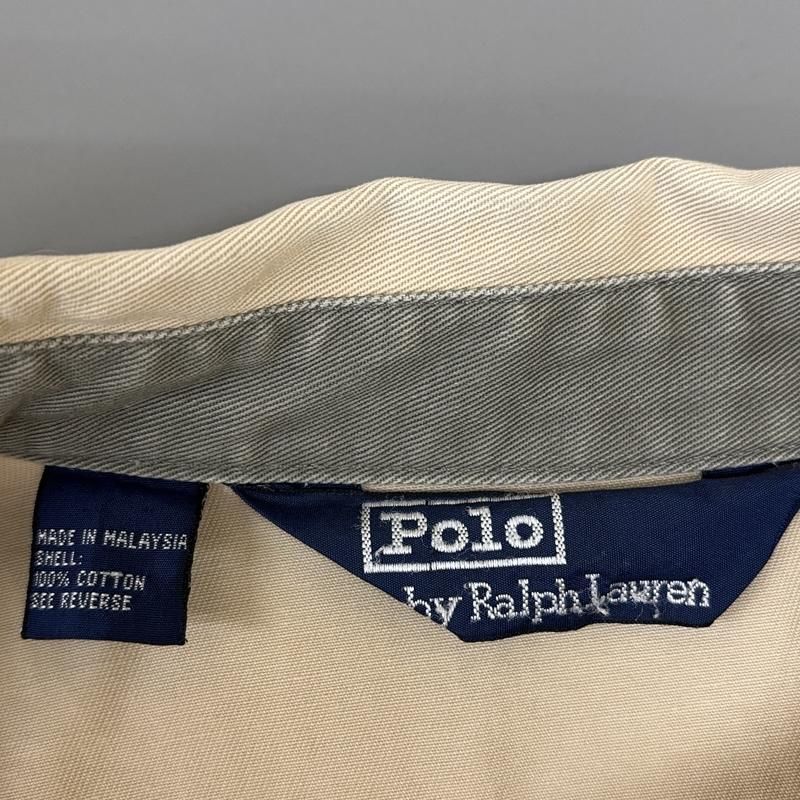 MADE IN MALAYSIA
SHELL:
100% COTTON
SEE REVERSE
Polo
by Ralph Lauren